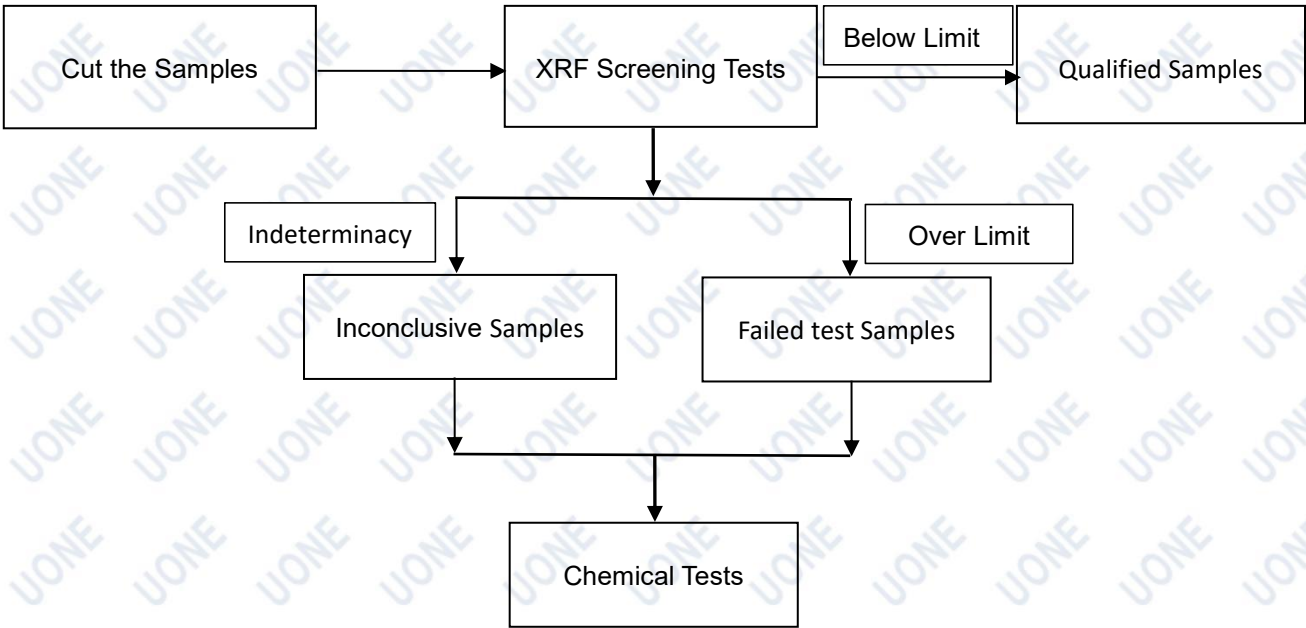 Cut the Samples
XRF Screening Tests
Below Limit
Qualified Samples
Indeterminacy
Over Limit
Inconclusive Samples
Failed test Samples
Chemical Tests
UONE